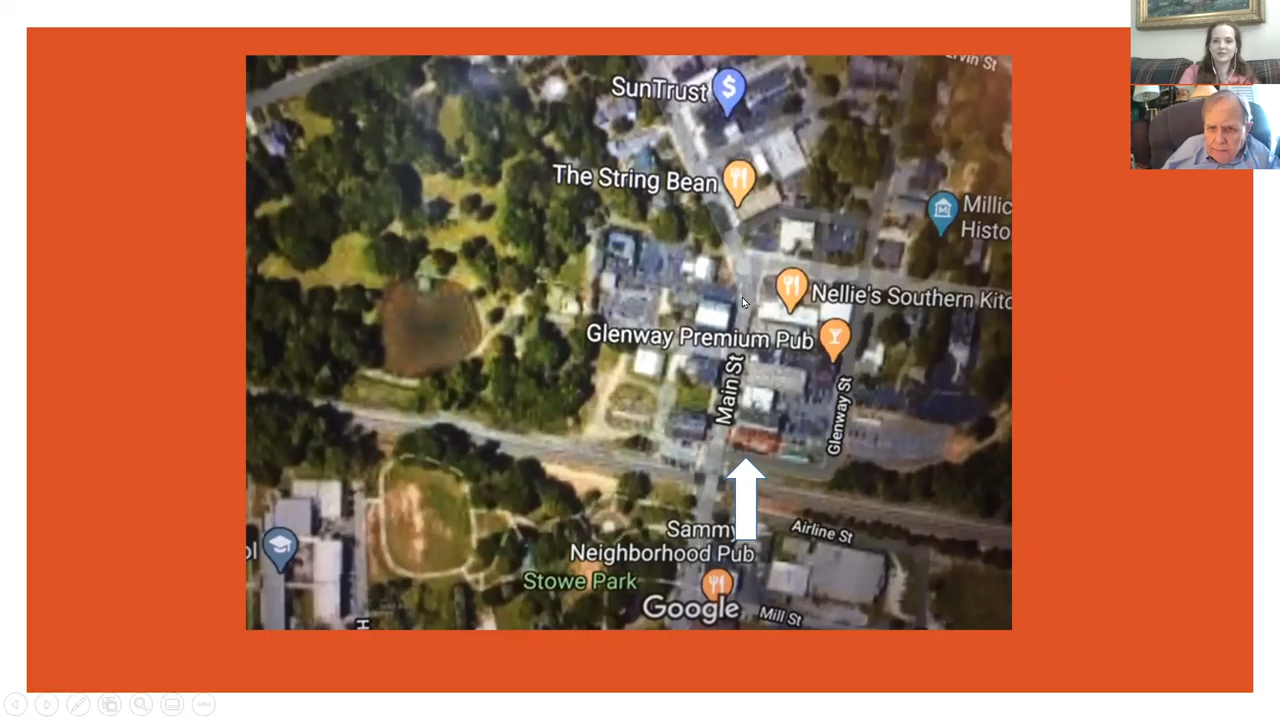 SunTrust
The String Bean
Millic
Histo
Nellie's Southern Kitc
Glenway Premium Pub
Main St
Glenway St
Airline St
Sammy
Neighborhood Pub
Stowe Park
Google
Mill St